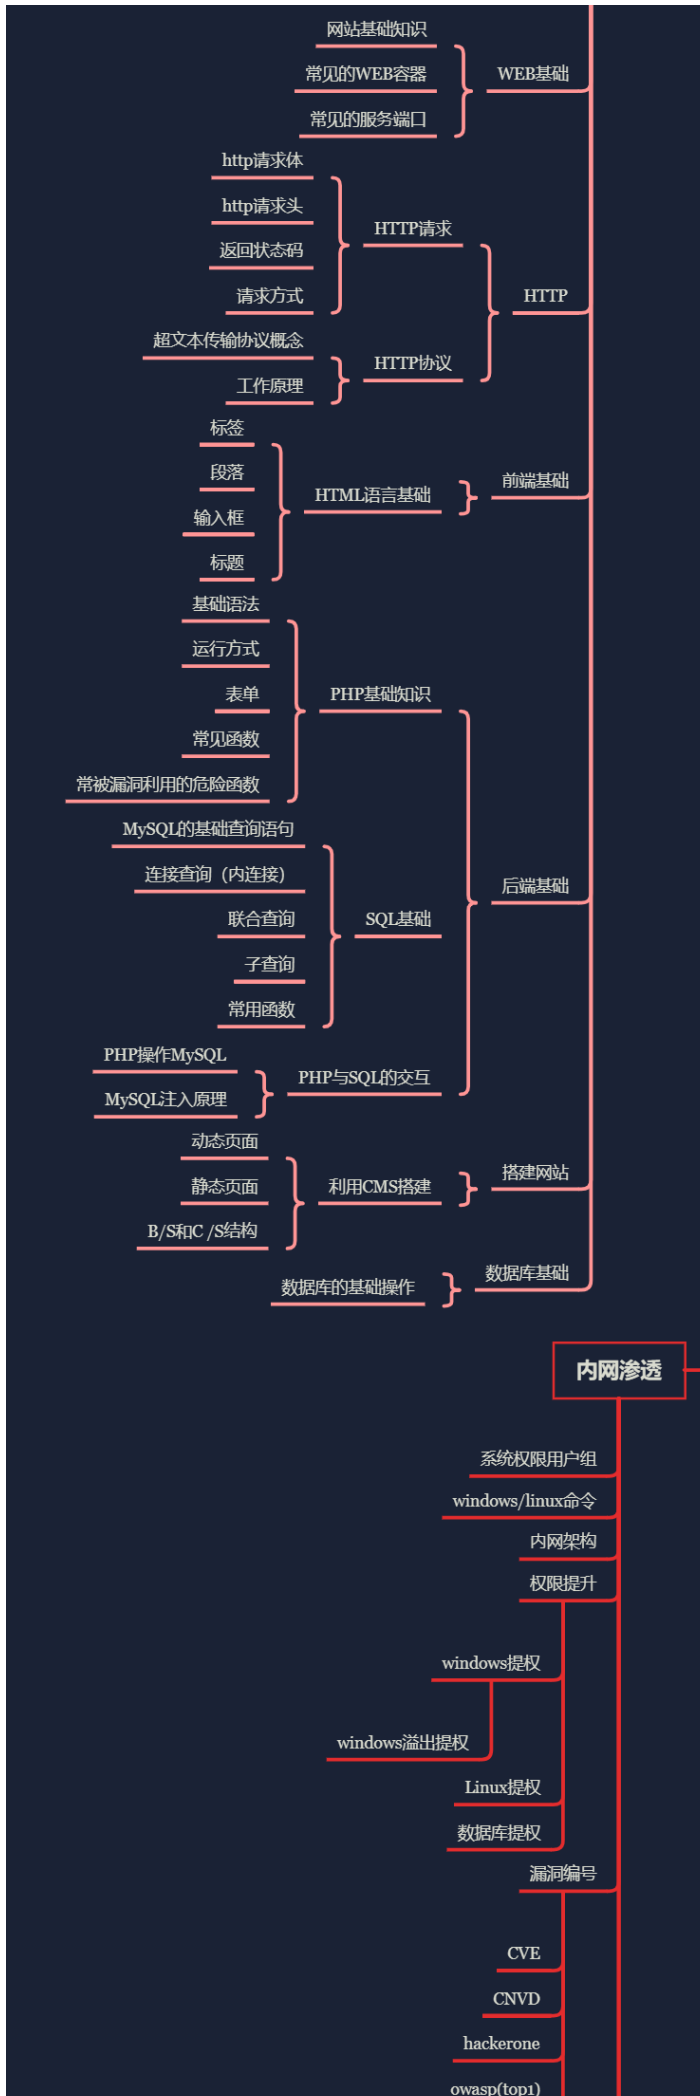 网站基础知识
常见的WEB容器
WEB基础
常见的服务端口
http请求体
http请求头
HTTP请求
返回状态码
请求方式
HTTP
超文本传输协议概念
HTTP协议
工作原理
标签
段落
HTML语言基础
前端基础
输入框
标题
基础语法
运行方式
表单
PHP基础知识
常见函数
常被漏洞利用的危险函数
MySQL的基础查询语句
连接查询（内连接）
后端基础
联合查询
SQL基础
子查询
常用函数
PHP操作MySQL
PHP与SQL的交互
MySQL注入原理
动态页面
静态页面
利用CMS搭建
搭建网站
B/S和C /S结构
数据库的基础操作
数据库基础
内网渗透
系统权限用户组
windows/linux命令
内网架构
权限提升
windows提权
windows溢出提权
Linux提权
数据库提权
漏洞编号
CVE
CNVD
hackerone
owasp(top1)